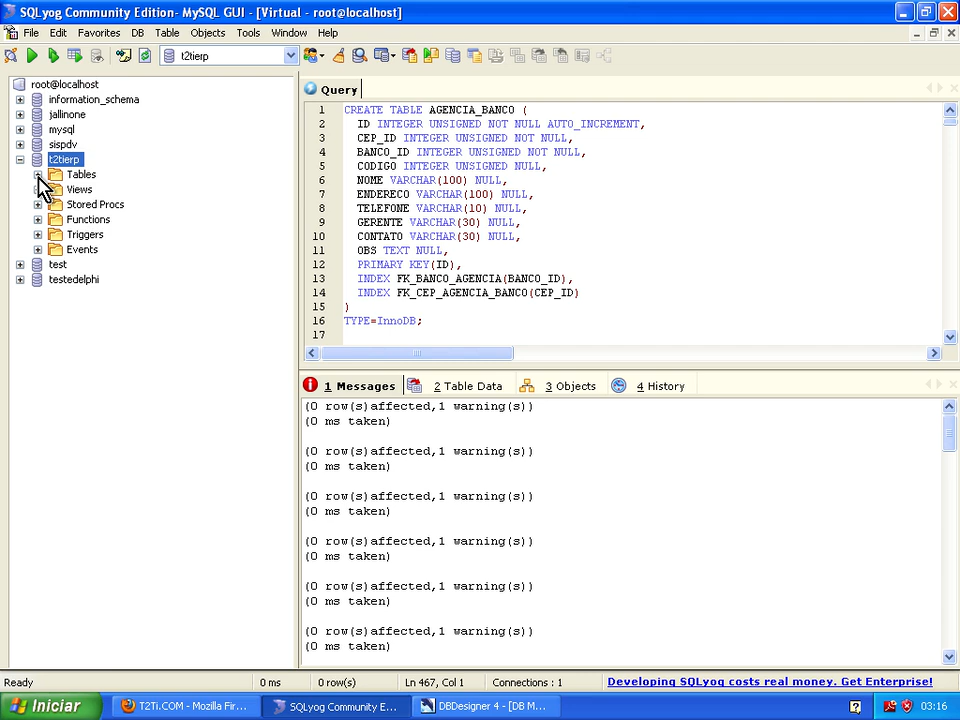 SQLyog Community Edition- MySQL GUI - [Virtual - root@localhost]
File Edit Favorites DB Table Objects Tools Window Help
t2tierp
root@localhost
information_schema
jallinone
mysql
sispdv
t2tierp
Tables
Views
Stored Procs
Functions
Triggers
Events
test
testedelphi
Query
1 CREATE TABLE AGENCIA_BANCO (
2 ID INTEGER UNSIGNED NOT NULL AUTO_INCREMENT,
3 CEP_ID INTEGER UNSIGNED NOT NULL,
4 BANCO_ID INTEGER UNSIGNED NOT NULL,
5 CODIGO INTEGER UNSIGNED NULL,
6 NOME VARCHAR(100) NULL,
7 ENDERECO VARCHAR(100) NULL,
8 TELEFONE VARCHAR(10) NULL,
9 GERENTE VARCHAR(30) NULL,
10 CONTATO VARCHAR(30) NULL,
11 OBS TEXT NULL,
12 PRIMARY KEY(ID),
13 INDEX FK_BANCO_AGENCIA(BANCO_ID),
14 INDEX FK_CEP_AGENCIA_BANCO(CEP_ID)
15 )
16 TYPE=InnoDB;
17
1 Messages 2 Table Data 3 Objects 4 History
(0 row(s)affected,1 warning(s))
(0 ms taken)
(0 row(s)affected,1 warning(s))
(0 ms taken)
(0 row(s)affected,1 warning(s))
(0 ms taken)
(0 row(s)affected,1 warning(s))
(0 ms taken)
(0 row(s)affected,1 warning(s))
(0 ms taken)
(0 row(s)affected,1 warning(s))
(0 ms taken)
Ready 0 ms 0 row(s) Ln 467, Col 1 Connections : 1 Developing SQLyog costs real money. Get Enterprise!
Iniciar T2Ti.COM - Mozilla Fir... SQLyog Community E... DBDesigner 4 - [DB M... 03:16